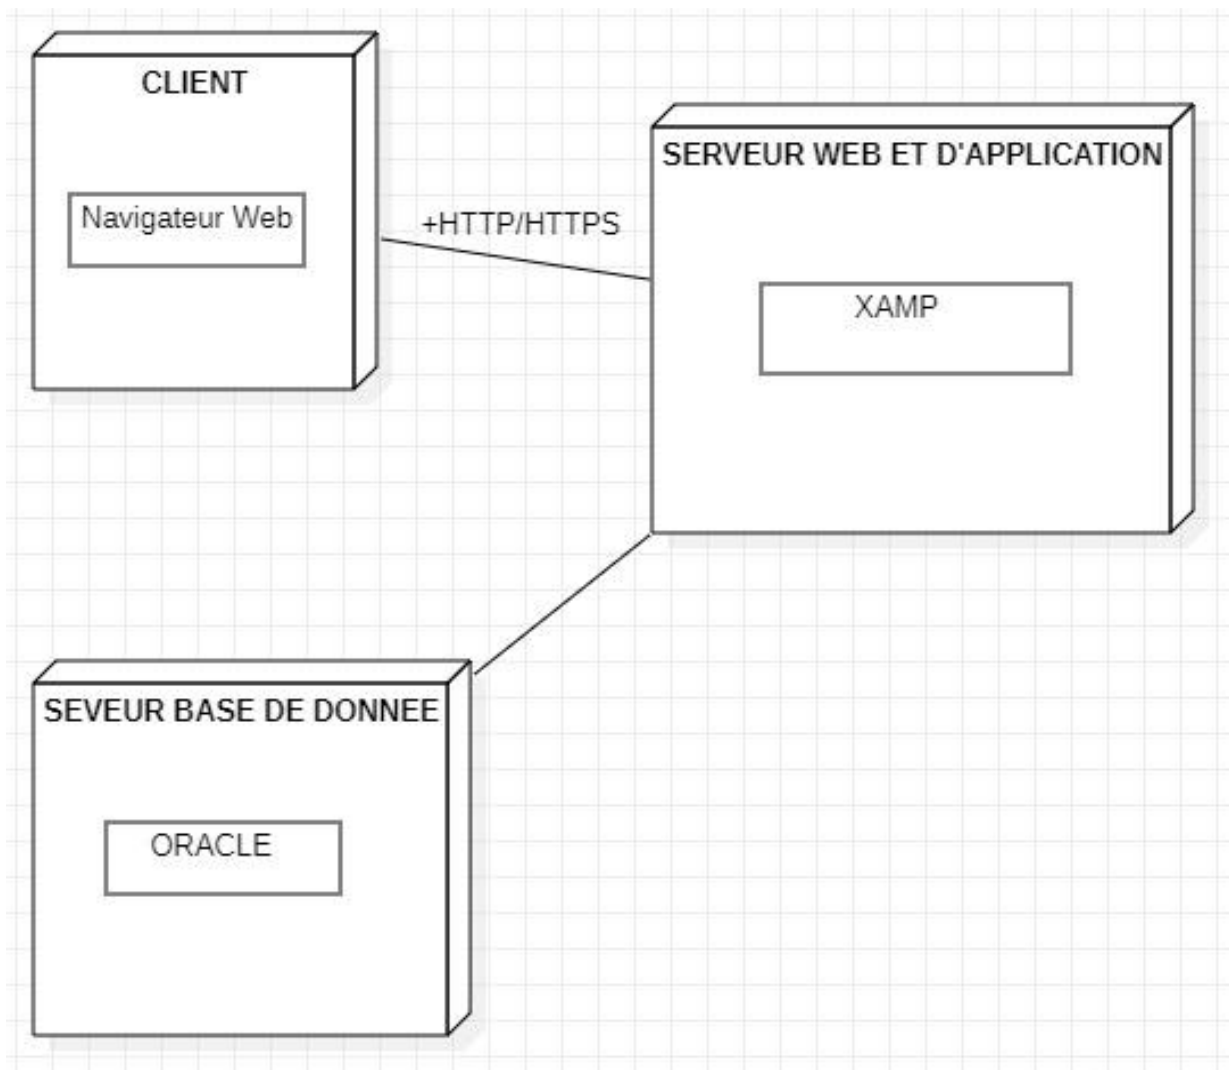 CLIENT
Navigateur Web
+HTTP/HTTPS
SERVEUR WEB ET D'APPLICATION
XAMP
SEVEUR BASE DE DONNEE
ORACLE